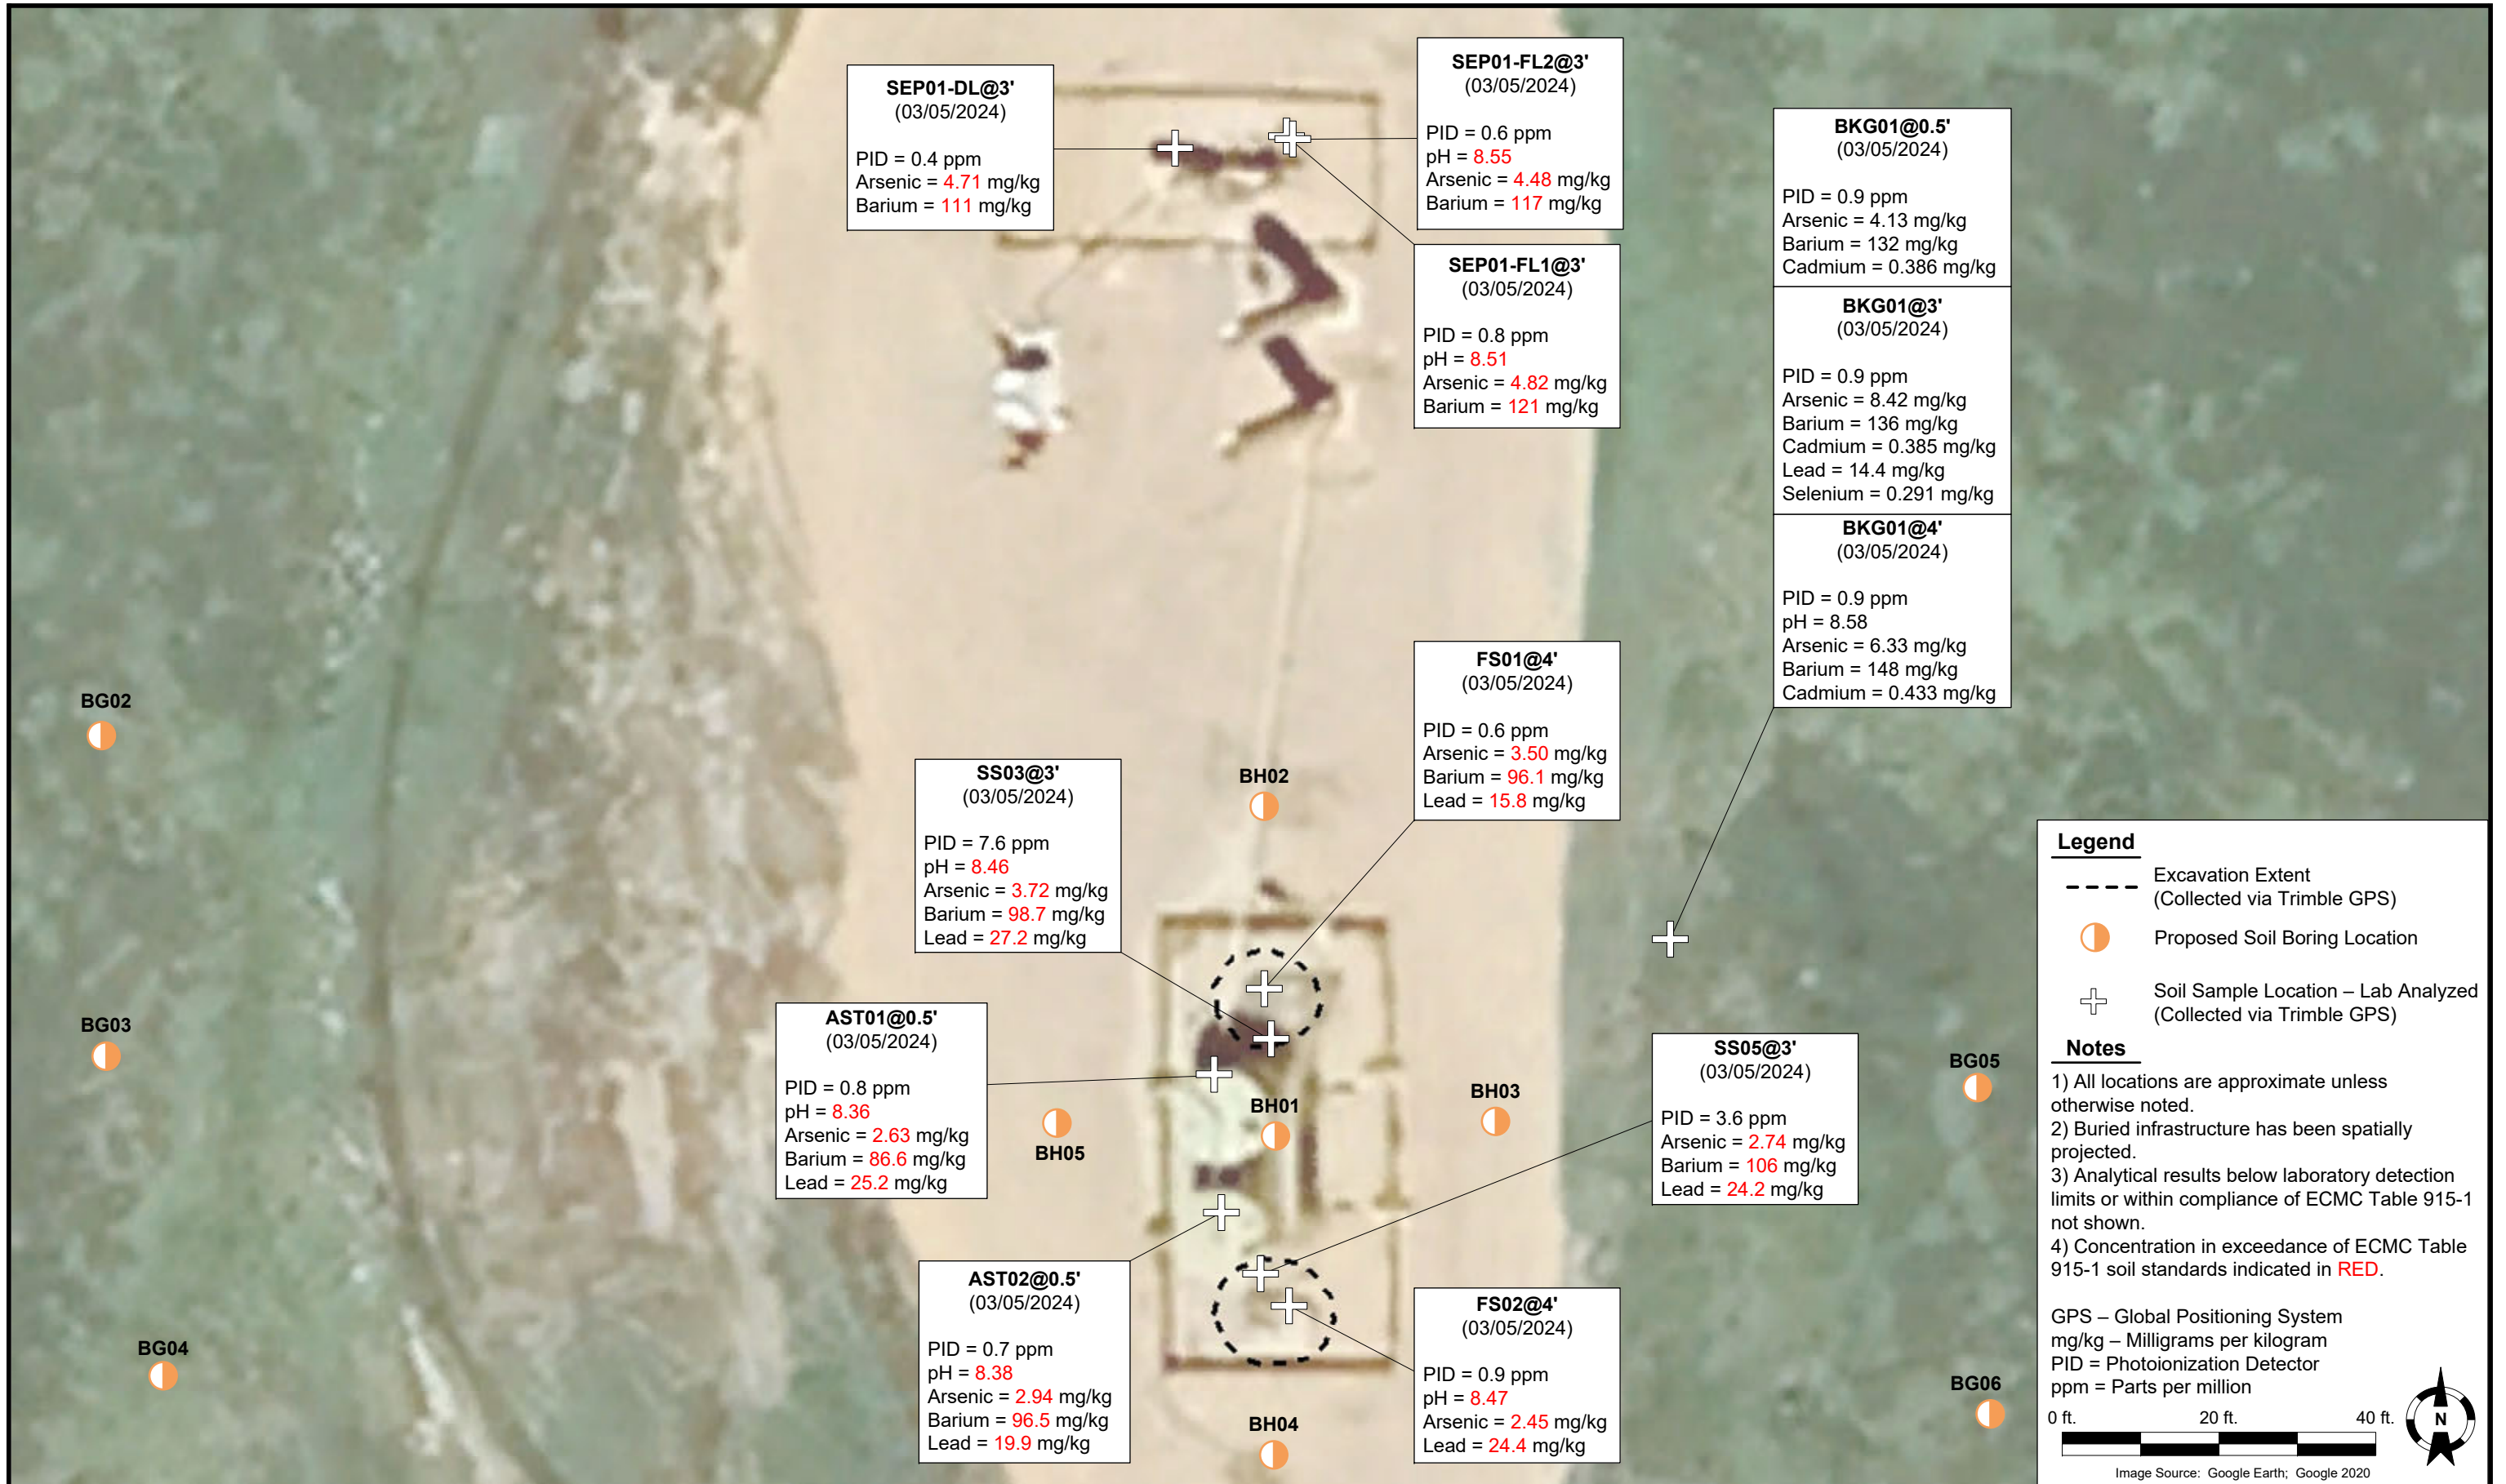 SEP01-DL@3'
(03/05/2024)
PID = 0.4 ppm
Arsenic = 4.71 mg/kg
Barium = 111 mg/kg
SEP01-FL2@3'
(03/05/2024)
PID = 0.6 ppm
pH = 8.55
Arsenic = 4.48 mg/kg
Barium = 117 mg/kg
SEP01-FL1@3'
(03/05/2024)
PID = 0.8 ppm
pH = 8.51
Arsenic = 4.82 mg/kg
Barium = 121 mg/kg
BKG01@0.5'
(03/05/2024)
PID = 0.9 ppm
Arsenic = 4.13 mg/kg
Barium = 132 mg/kg
Cadmium = 0.386 mg/kg
BKG01@3'
(03/05/2024)
PID = 0.9 ppm
Arsenic = 8.42 mg/kg
Barium = 136 mg/kg
Cadmium = 0.385 mg/kg
Lead = 14.4 mg/kg
Selenium = 0.291 mg/kg
BKG01@4'
(03/05/2024)
PID = 0.9 ppm
pH = 8.58
Arsenic = 6.33 mg/kg
Barium = 148 mg/kg
Cadmium = 0.433 mg/kg
FS01@4'
(03/05/2024)
PID = 0.6 ppm
Arsenic = 3.50 mg/kg
Barium = 96.1 mg/kg
Lead = 15.8 mg/kg
BG02
BH02
SS03@3'
(03/05/2024)
PID = 7.6 ppm
pH = 8.46
Arsenic = 3.72 mg/kg
Barium = 98.7 mg/kg
Lead = 27.2 mg/kg
BG03
AST01@0.5'
(03/05/2024)
PID = 0.8 ppm
pH = 8.36
Arsenic = 2.63 mg/kg
Barium = 86.6 mg/kg
Lead = 25.2 mg/kg
BH05
BH01
BH03
SS05@3'
(03/05/2024)
PID = 3.6 ppm
Arsenic = 2.74 mg/kg
Barium = 106 mg/kg
Lead = 24.2 mg/kg
BG05
BG04
AST02@0.5'
(03/05/2024)
PID = 0.7 ppm
pH = 8.38
Arsenic = 2.94 mg/kg
Barium = 96.5 mg/kg
Lead = 19.9 mg/kg
BH04
FS02@4'
(03/05/2024)
PID = 0.9 ppm
pH = 8.47
Arsenic = 2.45 mg/kg
Lead = 24.4 mg/kg
BG06
Legend
Excavation Extent
(Collected via Trimble GPS)
Proposed Soil Boring Location
Soil Sample Location – Lab Analyzed
(Collected via Trimble GPS)
Notes
1) All locations are approximate unless
otherwise noted.
2) Buried infrastructure has been spatially
projected.
3) Analytical results below laboratory detection
limits or within compliance of ECMC Table 915-1
not shown.
4) Concentration in exceedance of ECMC Table
915-1 soil standards indicated in RED.
GPS – Global Positioning System
mg/kg – Milligrams per kilogram
PID = Photoionization Detector
ppm = Parts per million
0 ft. 20 ft. 40 ft.
N
Image Source: Google Earth; Google 2020